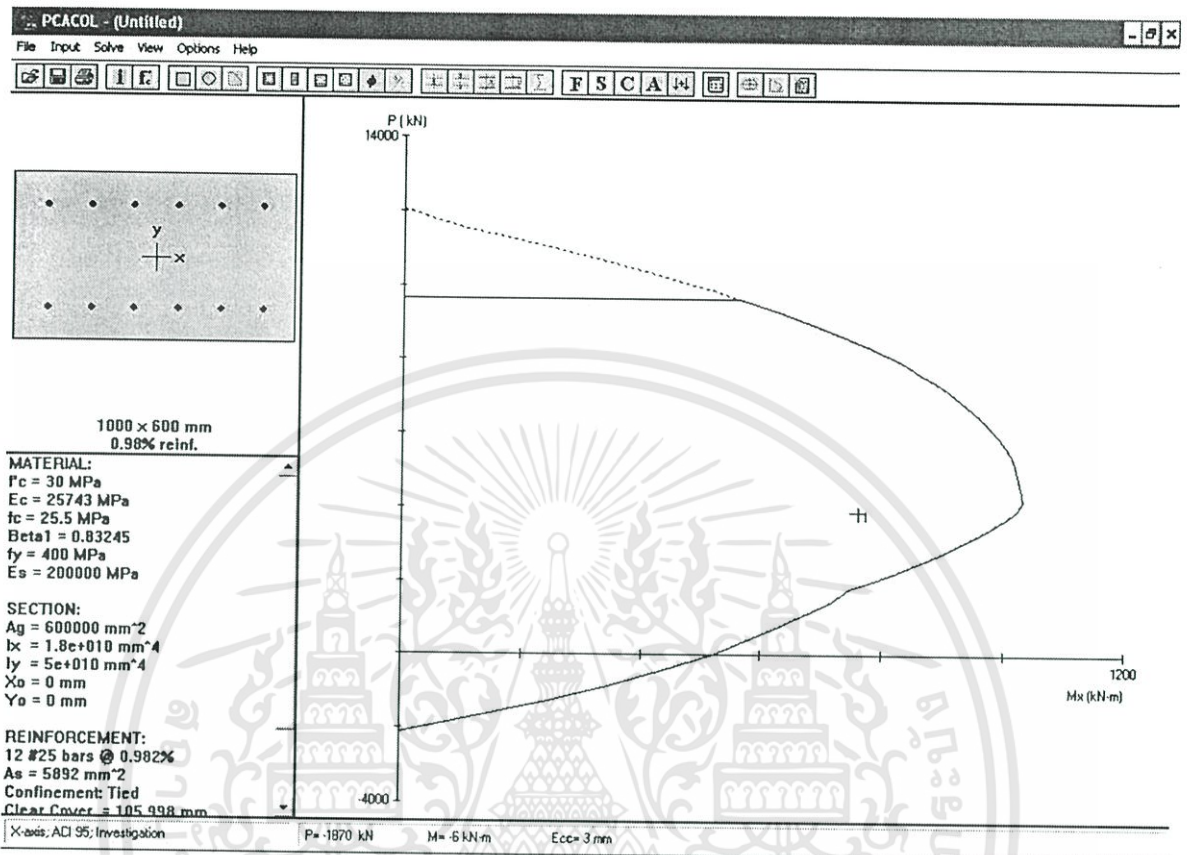 PCACOL - (Untitled)
File Input Solve View Options Help
F S C A
P (kN)
14000
y
x
1000 x 600 mm
0.98% reinf.
MATERIAL:
f'c = 30 MPa
Ec = 25743 MPa
fc = 25.5 MPa
Beta1 = 0.83245
fy = 400 MPa
Es = 200000 MPa
SECTION:
Ag = 600000 mm^2
Ix = 1.8e+010 mm^4
Iy = 5e+010 mm^4
Xo = 0 mm
Yo = 0 mm
REINFORCEMENT:
12 #25 bars @ 0.982%
As = 5892 mm^2
Confinement: Tied
Clear Cover = 105.998 mm
1
1200
Mx (kN-m)
-4000
X-axis; ACI 95; Investigation
P= -1870 kN M= -6 kN-m Ecc= 3 mm